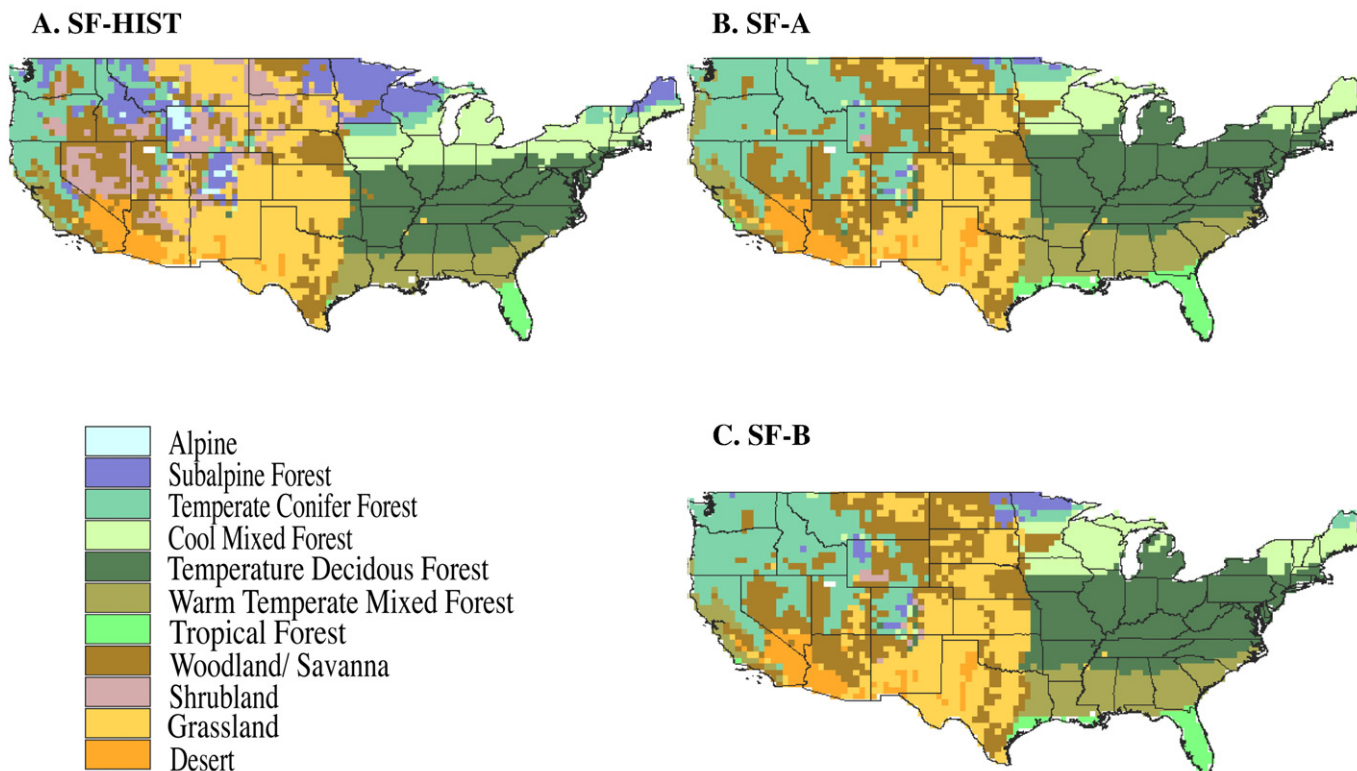 A. SF-HIST
B. SF-A
Alpine
Subalpine Forest
Temperate Conifer Forest
Cool Mixed Forest
Temperature Decidous Forest
Warm Temperate Mixed Forest
Tropical Forest
Woodland/ Savanna
Shrubland
Grassland
Desert
C. SF-B